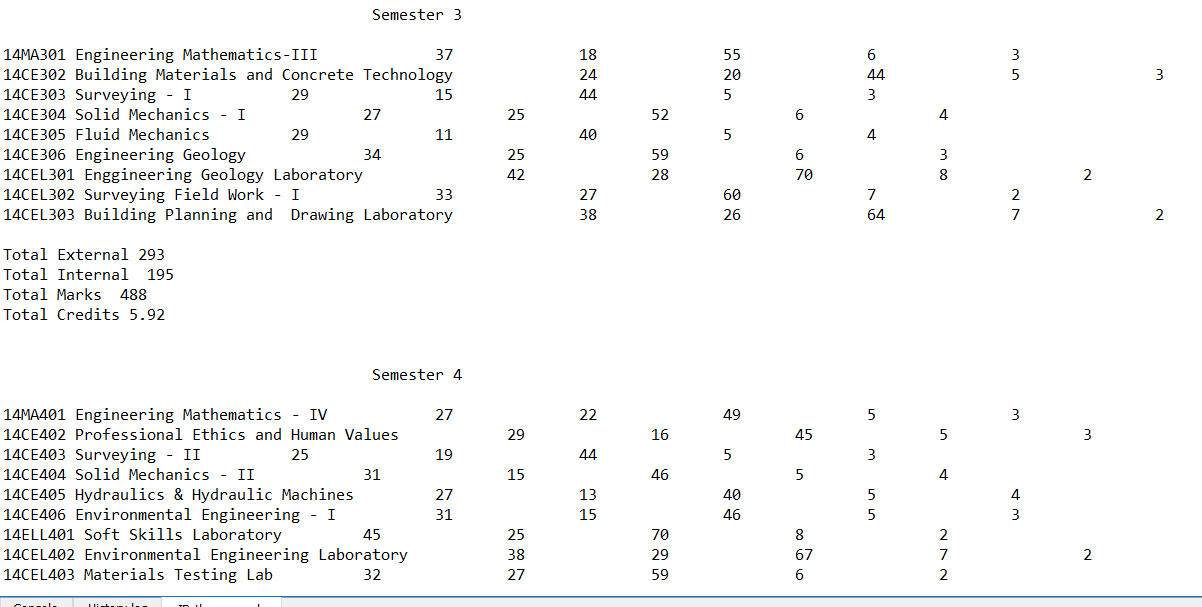 Semester 3
14MA301 Engineering Mathematics-III 37 18 55 6 3
14CE302 Building Materials and Concrete Technology 24 20 44 5 3
14CE303 Surveying - I 29 15 44 5 3
14CE304 Solid Mechanics - I 27 25 52 6 4
14CE305 Fluid Mechanics 29 11 40 5 4
14CE306 Engineering Geology 34 25 59 6 3
14CEL301 Enggineering Geology Laboratory 42 28 70 8 2
14CEL302 Surveying Field Work - I 33 27 60 7 2
14CEL303 Building Planning and Drawing Laboratory 38 26 64 7 2
Total External 293
Total Internal 195
Total Marks 488
Total Credits 5.92
Semester 4
14MA401 Engineering Mathematics - IV 27 22 49 5 3
14CE402 Professional Ethics and Human Values 29 16 45 5 3
14CE403 Surveying - II 25 19 44 5 3
14CE404 Solid Mechanics - II 31 15 46 5 4
14CE405 Hydraulics & Hydraulic Machines 27 13 40 5 4
14CE406 Environmental Engineering - I 31 15 46 5 3
14ELL401 Soft Skills Laboratory 45 25 70 8 2
14CEL402 Environmental Engineering Laboratory 38 29 67 7 2
14CEL403 Materials Testing Lab 32 27 59 6 2